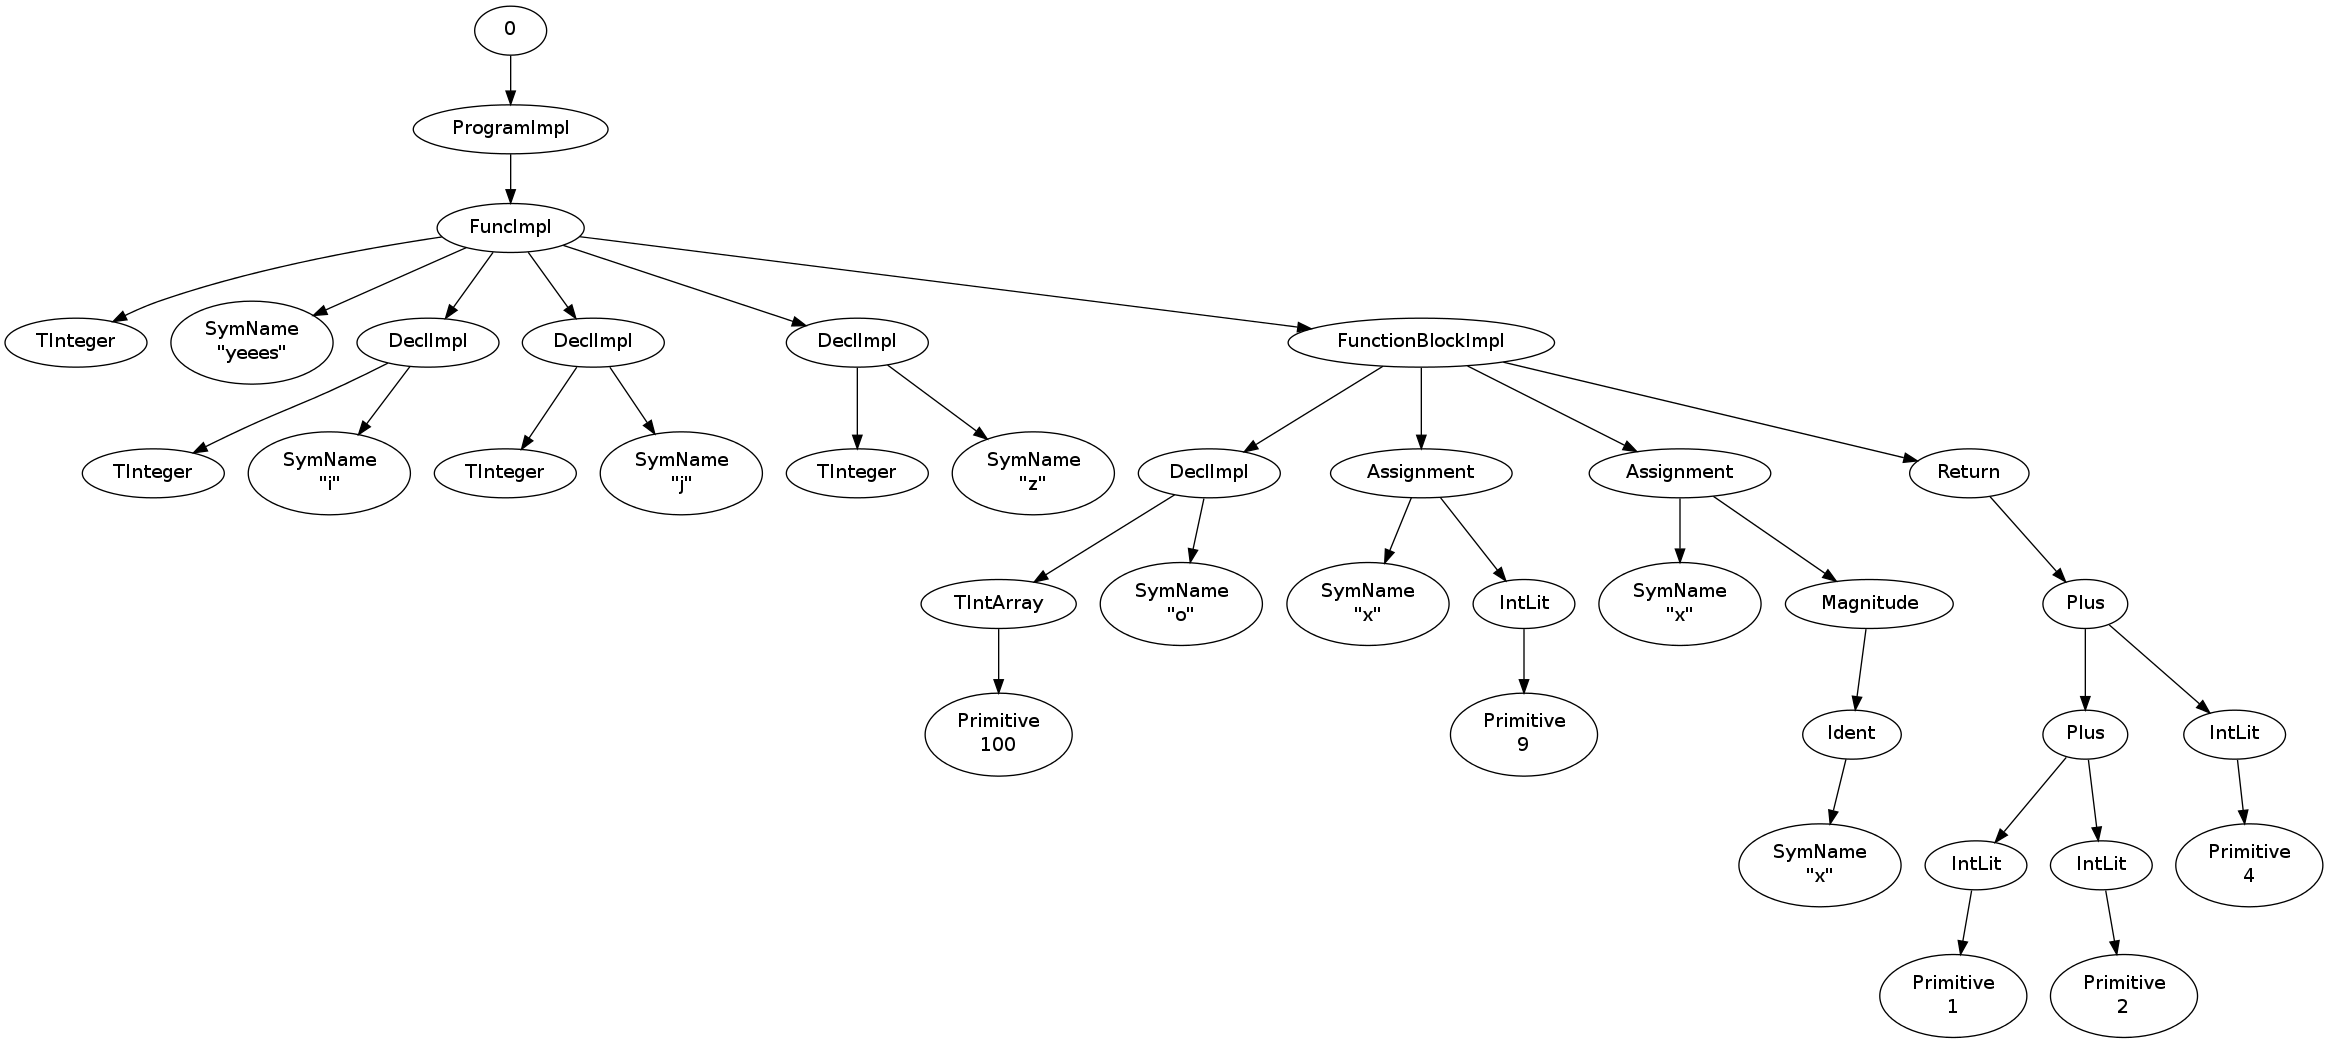 0
ProgramImpl
FuncImpl
TInteger
SymName
"yeees"
DeclImpl
DeclImpl
DeclImpl
FunctionBlockImpl
TInteger
SymName
"i"
TInteger
SymName
"j"
TInteger
SymName
"z"
DeclImpl
Assignment
Assignment
Return
TIntArray
SymName
"o"
SymName
"x"
IntLit
SymName
"x"
Magnitude
Plus
Primitive
100
Primitive
9
Ident
Plus
IntLit
SymName
"x"
IntLit
IntLit
Primitive
4
Primitive
1
Primitive
2